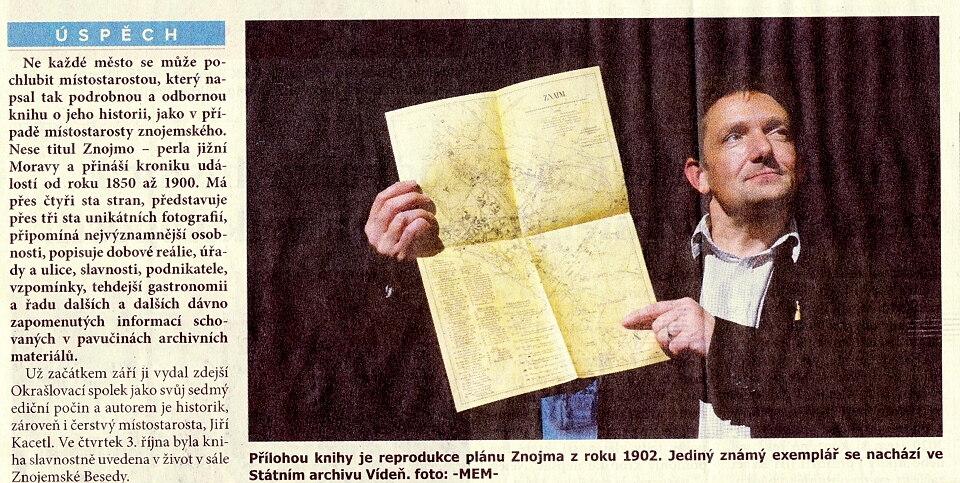 ÚSPĚCH
Ne každé město se může po-
chlubit místostarostou, který na-
psal tak podrobnou a odbornou
knihu o jeho historii, jako v pří-
padě místostarosty znojemského.
Nese titul Znojmo – perla jižní
Moravy a přináší kroniku udá-
lostí od roku 1850 až 1900. Má
přes čtyři sta stran, představuje
přes tři sta unikátních fotografií,
připomíná nejvýznamnější osob-
nosti, popisuje dobové reálie, úřa-
dy a ulice, slavnosti, podnikatele,
vzpomínky, tehdejší gastronomii
a řadu dalších a dalších dávno
zapomenutých informací scho-
vaných v pavučinách archivních
materiálů.
Už začátkem září ji vydal zdejší
Okrašlovací spolek jako svůj sedmý
ediční počin a autorem je historik,
zároveň i čerstvý místostarosta, Jiří
Kacetl. Ve čtvrtek 3. října byla kni-
ha slavnostně uvedena v život v sále
Znojemské Besedy.
ZNAIM.
Přílohou knihy je reprodukce plánu Znojma z roku 1902. Jediný známý exemplář se nachází ve
Státním archivu Vídeň. foto: -MEM-